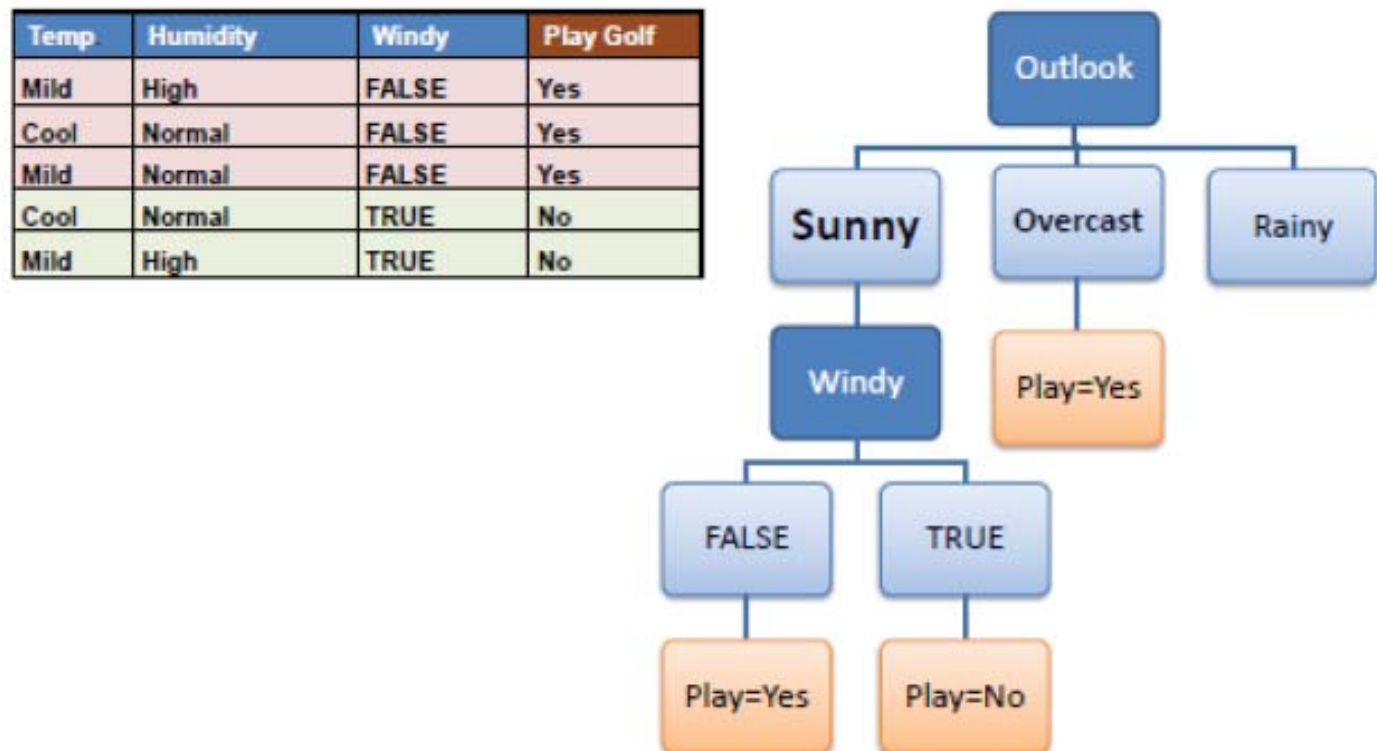 Temp. Humidity Windy Play Golf
Mild High FALSE Yes
Cool Normal FALSE Yes
Mild Normal FALSE Yes
Cool Normal TRUE No
Mild High TRUE No
Outlook
Sunny Overcast Rainy
Windy Play=Yes
FALSE TRUE
Play=Yes Play=No